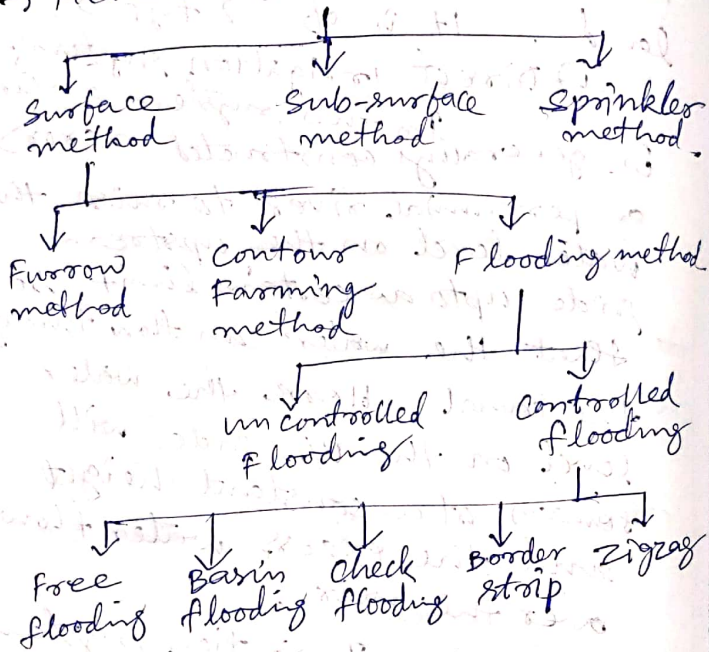 Surface
method
Sub-surface
method
Sprinkler
method.
Furrow
method
Contour
Farming
method
Flooding method
uncontrolled
Flooding
Controlled
flooding
free
flooding
Basin
flooding
check
flooding
Border
strip
zigzag